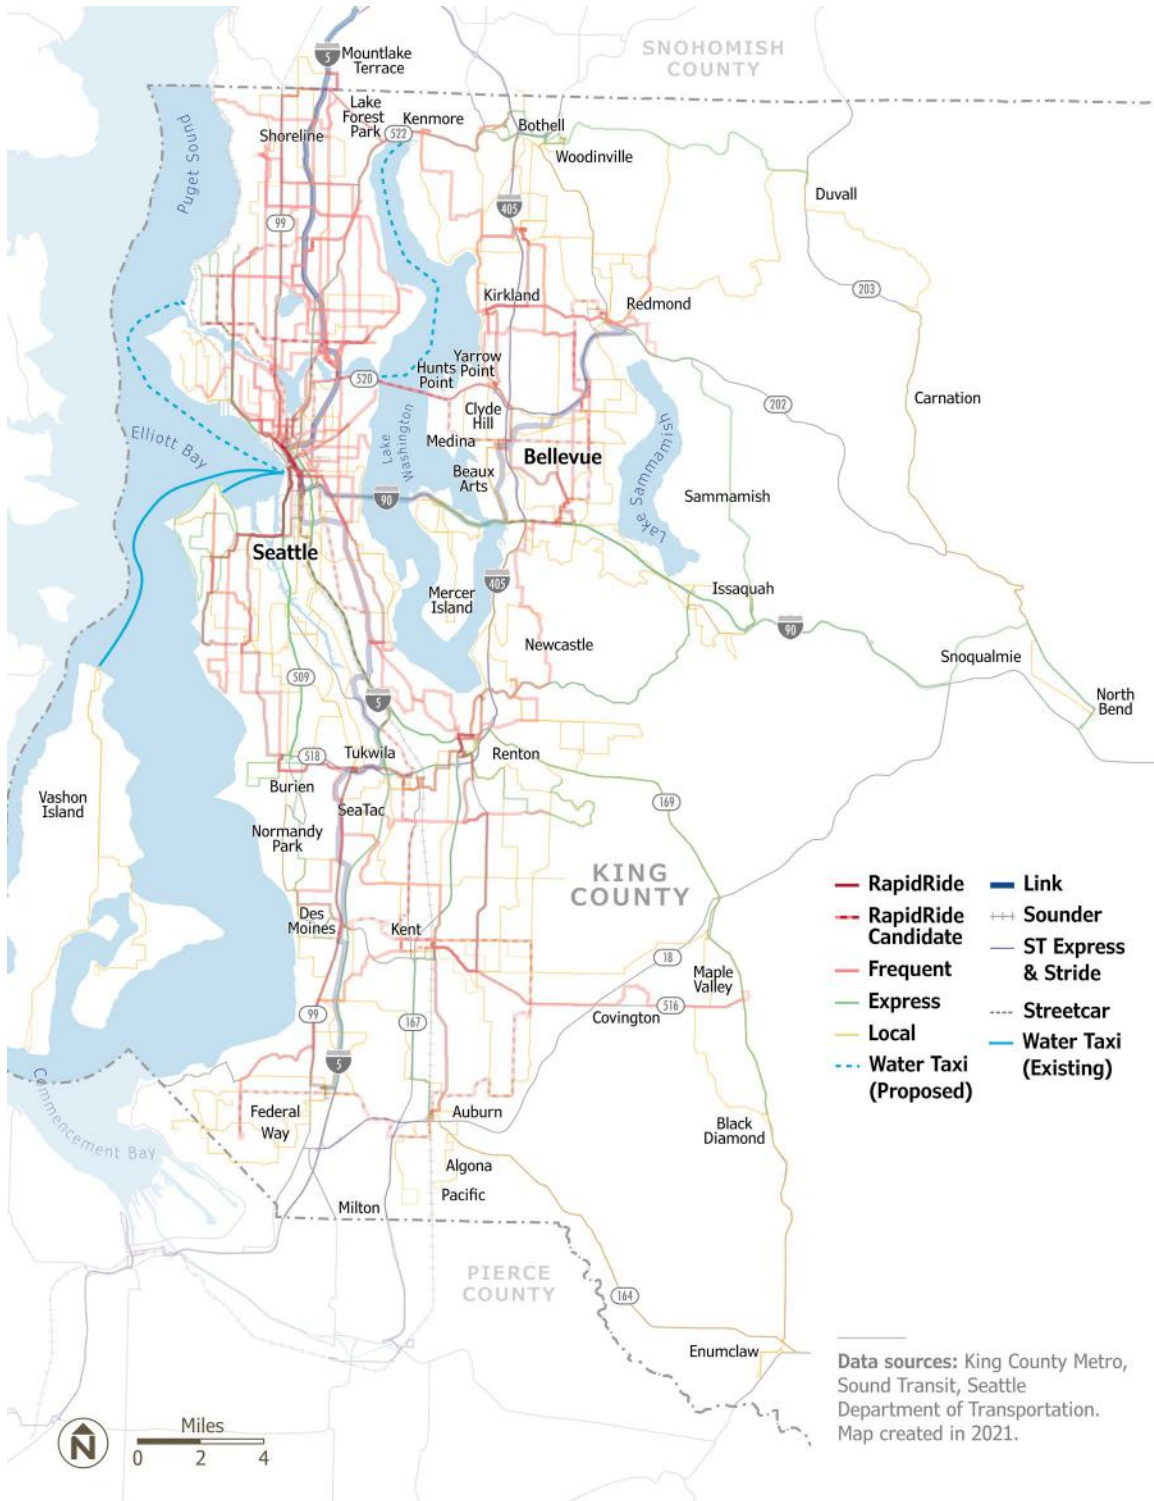 SNOHOMISH
COUNTY
5
Mountlake
Terrace
Lake
Forest
Park
522
Kenmore
Shoreline
Bothell
Woodinville
Puget Sound
Duvall
405
99
203
Kirkland
Redmond
Yarrow
Point
Hunts
Point
520
202
Carnation
Clyde
Hill
Lake
Washington
Elliott Bay
Medina
Bellevue
Beaux
Arts
Lake Sammamish
Sammamish
90
Seattle
405
Mercer
Island
Issaquah
90
Newcastle
Snoqualmie
509
5
North
Bend
518
Tukwila
Renton
Burien
Vashon
Island
SeaTac
169
Normandy
Park
KING
COUNTY
Des
Moines
Kent
18
Maple
Valley
99
167
Covington
516
5
Commencement Bay
Federal
Way
Auburn
Black
Diamond
Algona
Pacific
Milton
PIERCE
COUNTY
164
Enumclaw
RapidRide
RapidRide
Candidate
Frequent
Express
Local
Water Taxi
(Proposed)
Link
Sounder
ST Express
& Stride
Streetcar
Water Taxi
(Existing)
Data sources: King County Metro,
Sound Transit, Seattle
Department of Transportation.
Map created in 2021.
N
Miles
0 2 4